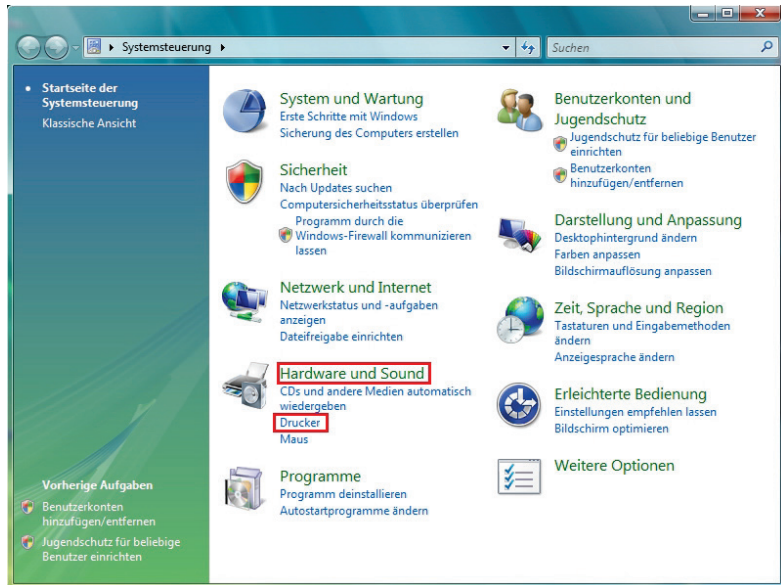 Systemsteuerung
Suchen
Startseite der
Systemsteuerung
Klassische Ansicht
Vorherige Aufgaben
Benutzerkonten
hinzufügen/entfernen
Jugendschutz für beliebige
Benutzer einrichten
System und Wartung
Erste Schritte mit Windows
Sicherung des Computers erstellen
Sicherheit
Nach Updates suchen
Computersicherheitsstatus überprüfen
Programm durch die
Windows-Firewall kommunizieren
lassen
Netzwerk und Internet
Netzwerkstatus und -aufgaben
anzeigen
Dateifreigabe einrichten
Hardware und Sound
CDs und andere Medien automatisch
wiedergeben
Drucker
Maus
Programme
Programm deinstallieren
Autostartprogramme ändern
Benutzerkonten und
Jugendschutz
Jugendschutz für beliebige Benutzer
einrichten
Benutzerkonten
hinzufügen/entfernen
Darstellung und Anpassung
Desktophintergrund ändern
Farben anpassen
Bildschirmauflösung anpassen
Zeit, Sprache und Region
Tastaturen und Eingabemethoden
ändern
Anzeigesprache ändern
Erleichterte Bedienung
Einstellungen empfehlen lassen
Bildschirm optimieren
Weitere Optionen